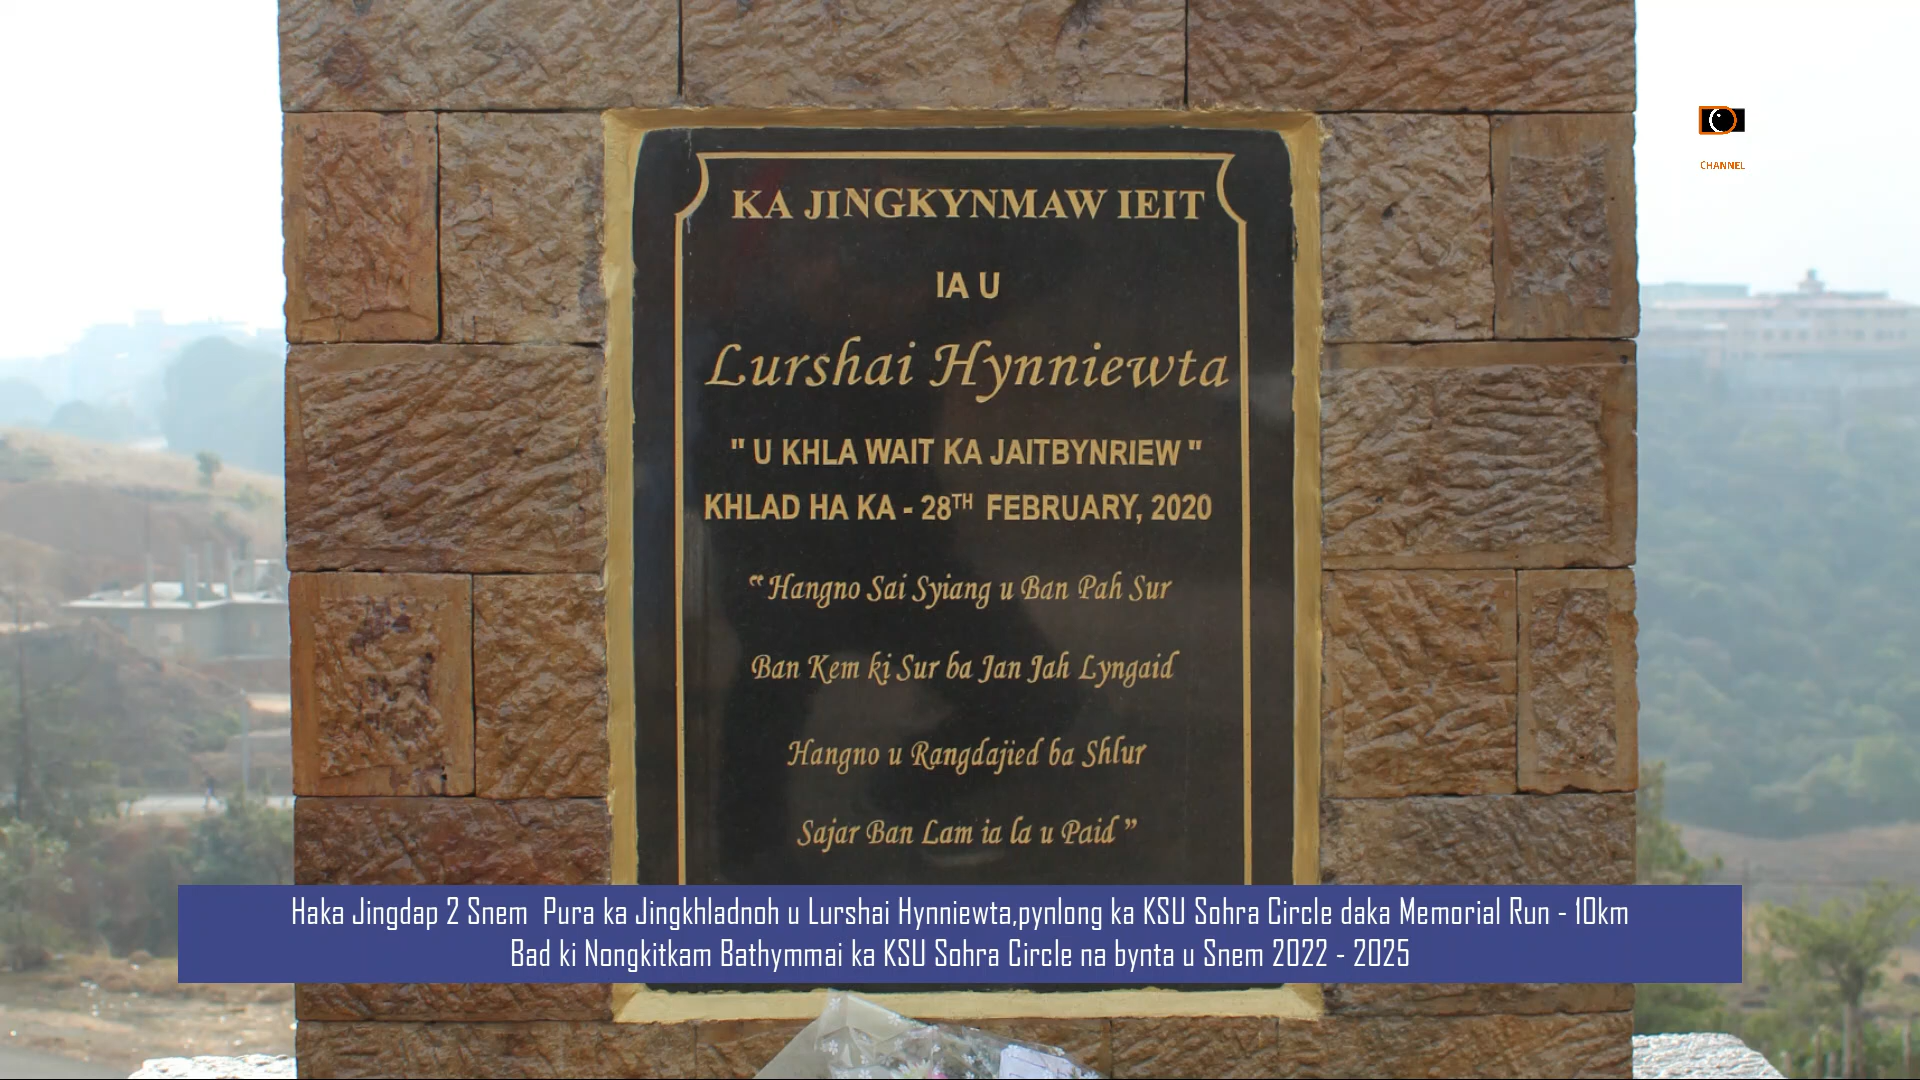 CHANNEL
KA JINGKYNMAW IEIT
IA U
Lurshai Hynniewta
" U KHLA WAIT KA JAITBYNRIEW "
KHLAD HA KA - 28TH FEBRUARY, 2020
“ Hangno Sai Syiang u Ban Pah Sur
Ban Kem ki Sur ba Jan Jah Lyngaid
Hangno u Rangdajied ba Shlur
Sajar Ban Lam ia la u Paid ”
Haka Jingdap 2 Snem Pura ka Jingkhladnoh u Lurshai Hynniewta,pynlong ka KSU Sohra Circle daka Memorial Run - 10km
Bad ki Nongkitkam Bathymmai ka KSU Sohra Circle na bynta u Snem 2022 - 2025